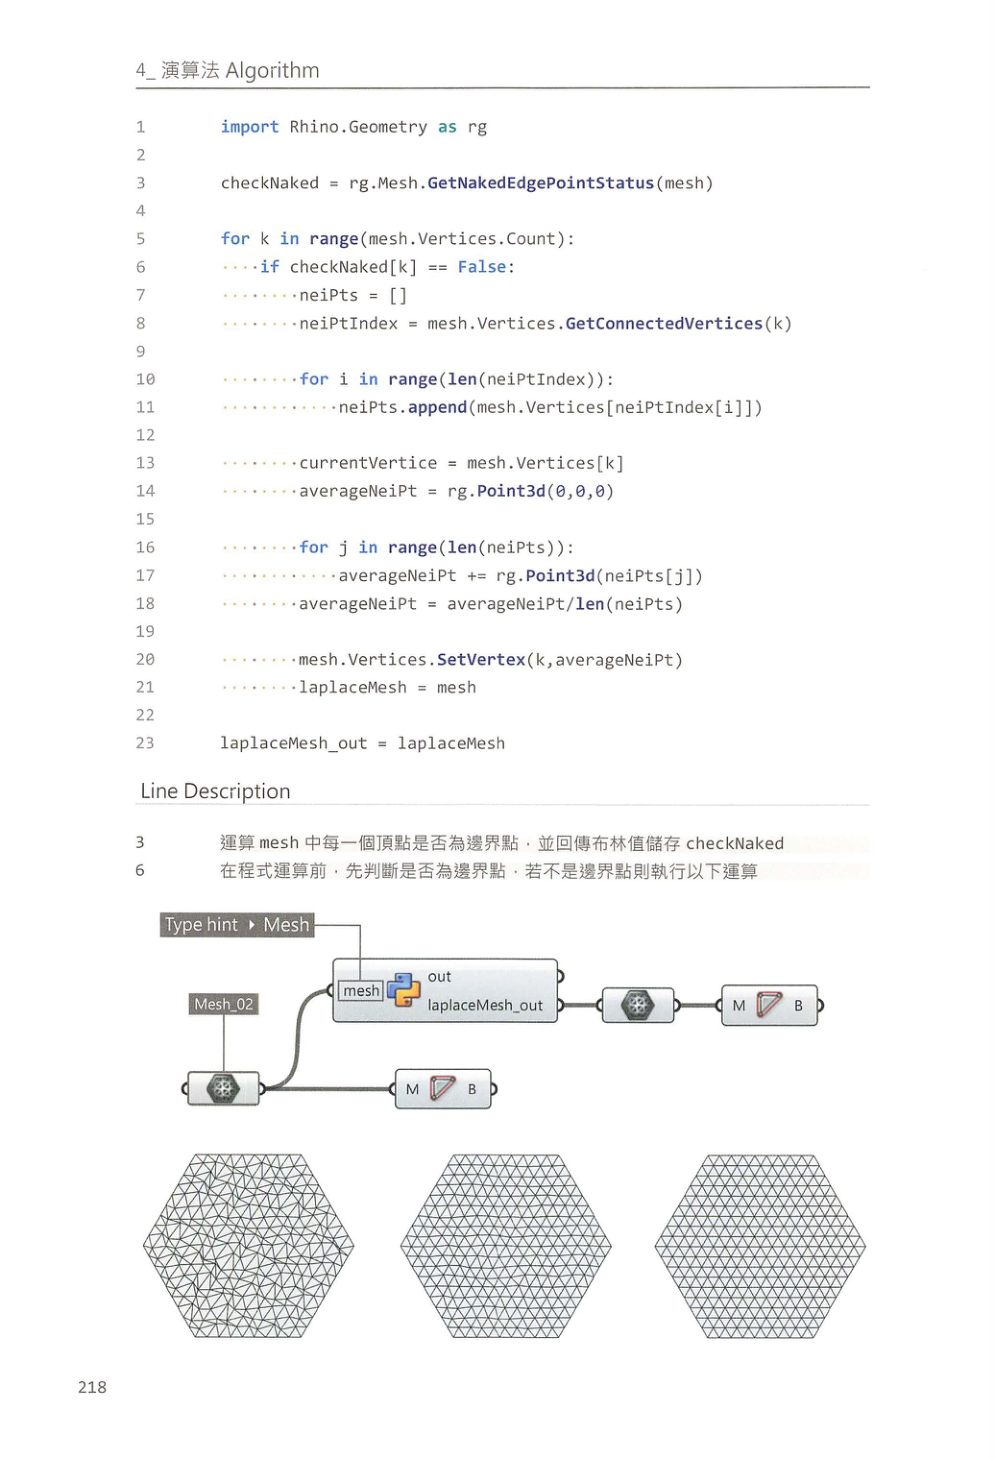 4_ 演算法 Algorithm
1 import Rhino.Geometry as rg
2
3 checkNaked = rg.Mesh.GetNakedEdgePointStatus(mesh)
4
5 for k in range(mesh.Vertices.Count):
6 ····if checkNaked[k] == False:
7 ········neiPts = []
8 ········neiPtIndex = mesh.Vertices.GetConnectedVertices(k)
9
10 ········for i in range(len(neiPtIndex)):
11 ············neiPts.append(mesh.Vertices[neiPtIndex[i]])
12
13 ········currentVertice = mesh.Vertices[k]
14 ········averageNeiPt = rg.Point3d(0,0,0)
15
16 ········for j in range(len(neiPts)):
17 ············averageNeiPt += rg.Point3d(neiPts[j])
18 ········averageNeiPt = averageNeiPt/len(neiPts)
19
20 ········mesh.Vertices.SetVertex(k,averageNeiPt)
21 ········laplaceMesh = mesh
22
23 laplaceMesh_out = laplaceMesh
Line Description
3 運算 mesh 中每一個頂點是否為邊界點，並回傳布林值儲存 checkNaked
6 在程式運算前，先判斷是否為邊界點，若不是邊界點則執行以下運算
Type hint ▸ Mesh
out
mesh
laplaceMesh_out
M B
Mesh_02
M B
218